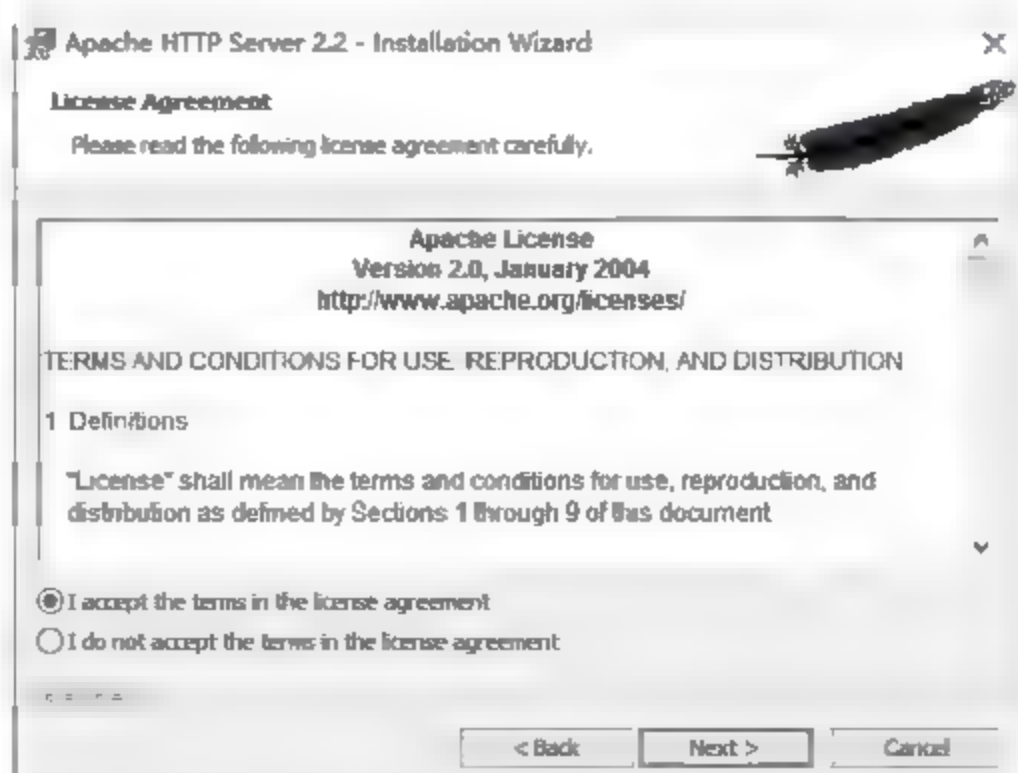 Apache HTTP Server 2.2 - Installation Wizard
License Agreement
Please read the following license agreement carefully.
Apache License
Version 2.0, January 2004
http://www.apache.org/licenses/
TERMS AND CONDITIONS FOR USE, REPRODUCTION, AND DISTRIBUTION
1. Definitions
"License" shall mean the terms and conditions for use, reproduction, and
distribution as defined by Sections 1 through 9 of this document
I accept the terms in the license agreement
I do not accept the terms in the license agreement
< Back
Next >
Cancel